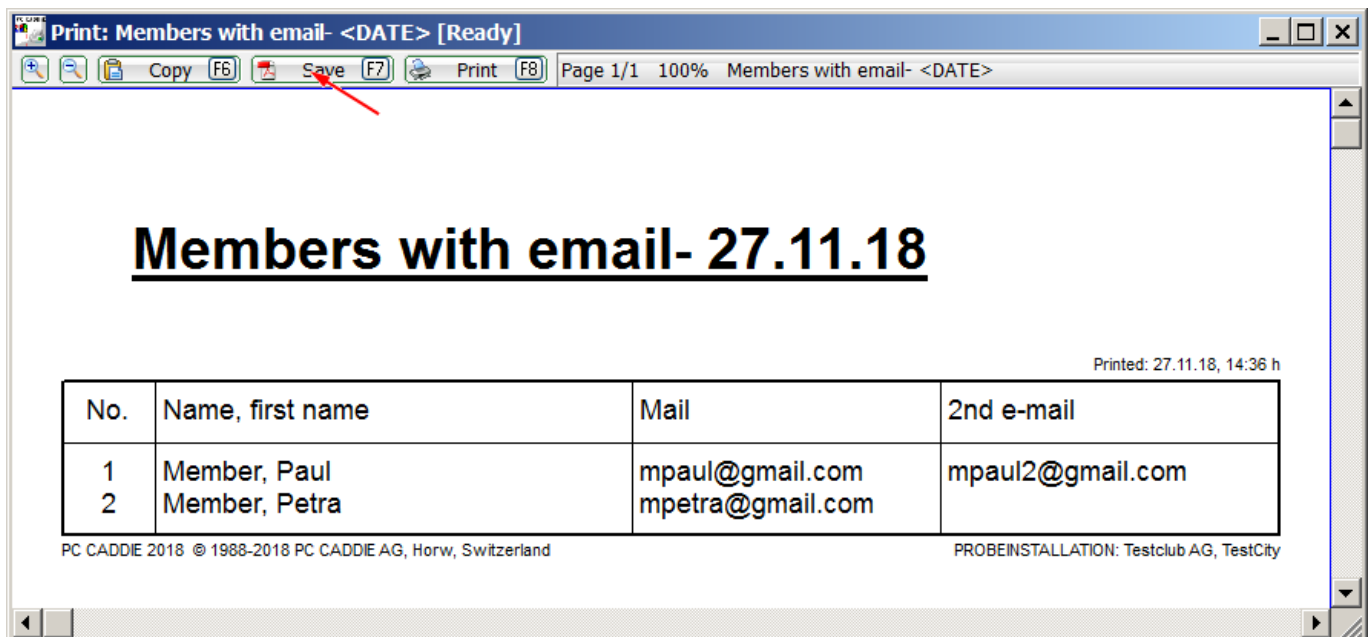 Print: Members with email- <DATE> [Ready]
Copy F6 Save F7 Print F8 Page 1/1 100% Members with email- <DATE>
Members with email- 27.11.18
Printed: 27.11.18, 14:36 h
No. Name, first name Mail 2nd e-mail
1 Member, Paul mpaul@gmail.com mpaul2@gmail.com
2 Member, Petra mpetra@gmail.com
PC CADDIE 2018 © 1988-2018 PC CADDIE AG, Horw, Switzerland PROBEINSTALLATION: Testclub AG, TestCity